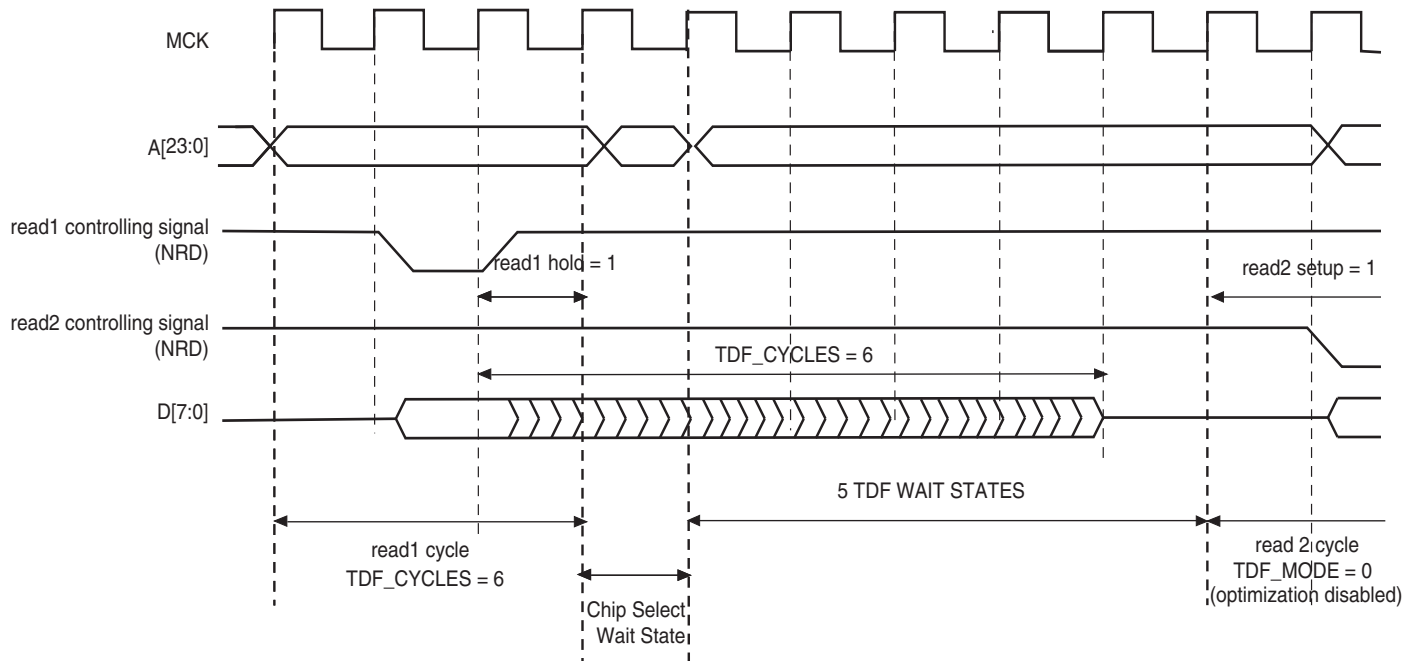 MCK
A[23:0]
read1 controlling signal
(NRD)
read1 hold = 1
read2 setup = 1
read2 controlling signal
(NRD)
TDF_CYCLES = 6
D[7:0]
5 TDF WAIT STATES
read1 cycle
TDF_CYCLES = 6
Chip Select
Wait State
read 2 cycle
TDF_MODE = 0
(optimization disabled)